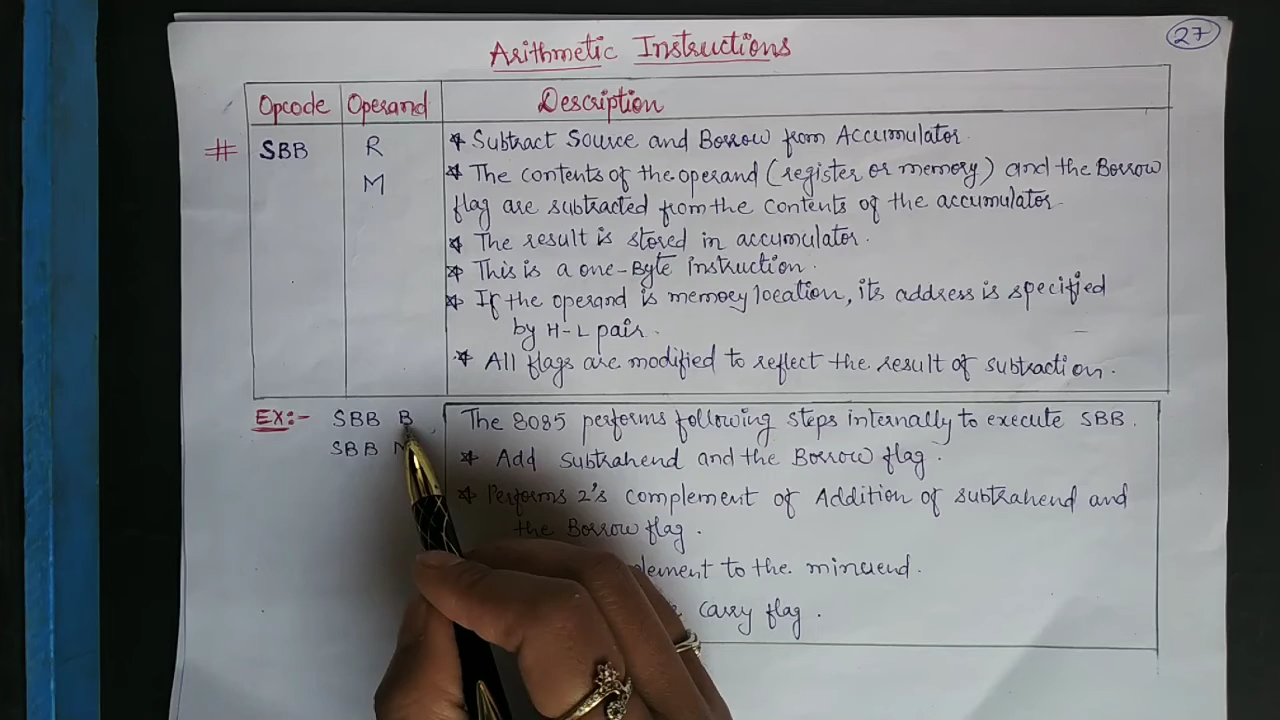 27
Arithmetic Instructions
Opcode Operand Description
# SBB R * Subtract Source and Borrow from Accumulator.
M * The contents of the operand (register or memory) and the Borrow
flag are subtracted from the contents of the accumulator.
* The result is stored in accumulator.
* This is a one-Byte instruction.
* If the operand is memory location, its address is specified
by H-L pair.
* All flags are modified to reflect the result of subtraction.
EX:- SBB B The 8085 performs following steps internally to execute SBB.
SBB * Add Subtrahend and the Borrow flag.
* Performs 2's complement of Addition of subtrahend and
the Borrow flag.
to the minuend.
carry flag.